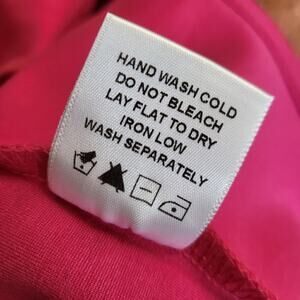 HAND WASH COLD
DO NOT BLEACH
LAY FLAT TO DRY
IRON LOW
WASH SEPARATELY